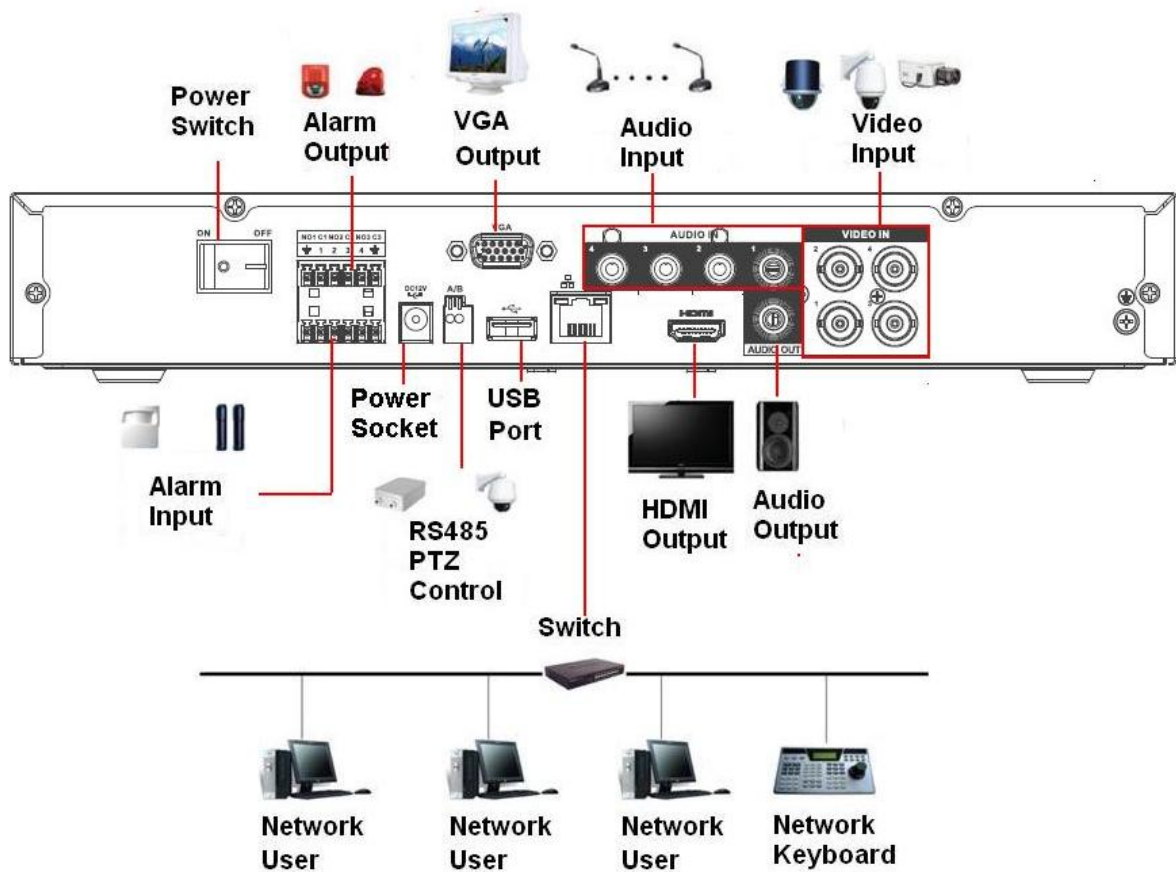 Power
Switch
Alarm
Output
VGA
Output
Audio
Input
Video
Input
ON
OFF
NO1 C1 NO2 C2 NO3 C3
1 2 3 4
VGA
AUDIO IN
4
3
2
1
VIDEO IN
2
4
1
DC12V
A/B
HDMI
AUDIO OUT
Power
Socket
USB
Port
Alarm
Input
RS485
PTZ
Control
HDMI
Output
Audio
Output
Switch
Network
User
Network
User
Network
User
Network
Keyboard